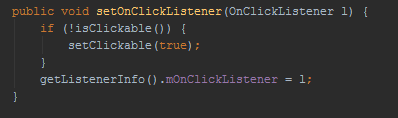 public void setOnClickListener(OnClickListener l) {
    if (!isClickable()) {
        setClickable(true);
    }
    getListenerInfo().mOnClickListener = l;
}